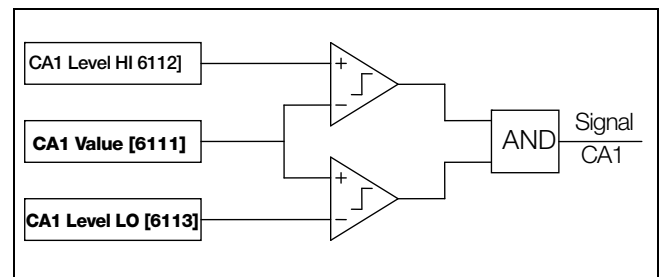 CA1 Level HI 6112]
+
−
CA1 Value [6111]
AND
Signal
CA1
+
−
CA1 Level LO [6113]